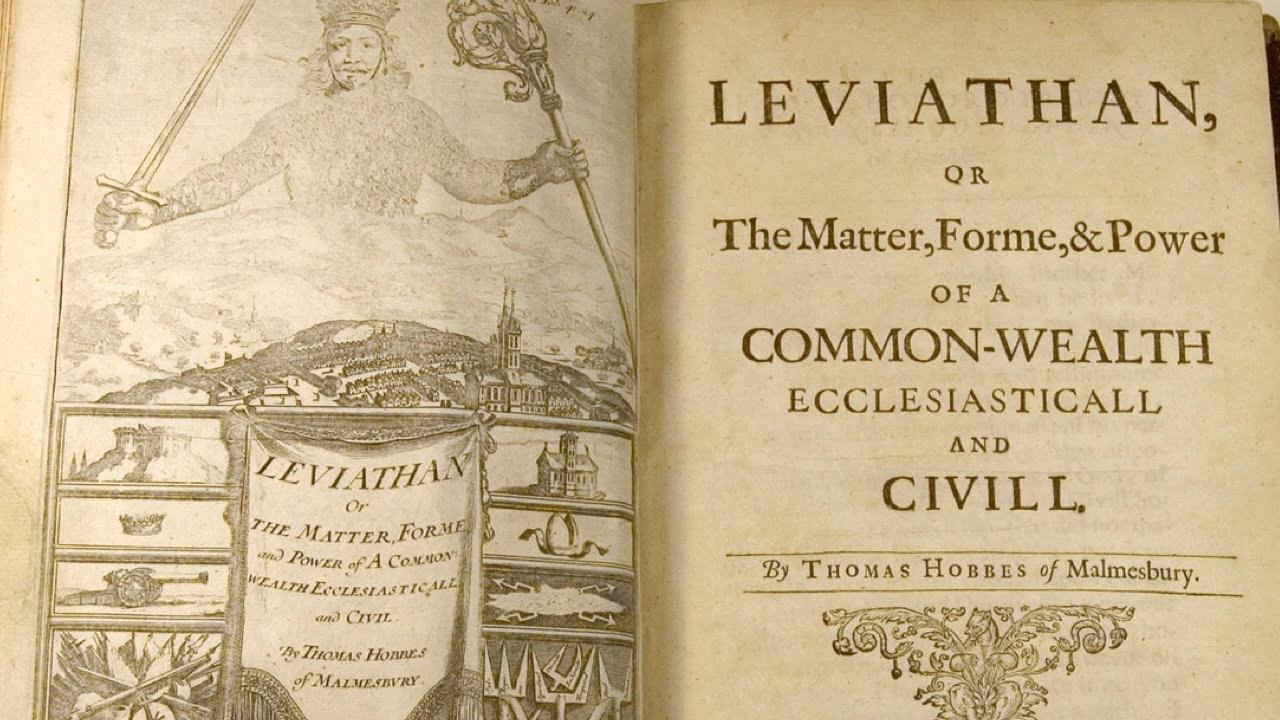 LEVIATHAN
Or
THE MATTER, FORME
and POWER of A COMMON-
WEALTH ECCLESIASTICALL
and CIVIL.
By THOMAS HOBBES
of MALMESBURY.
LEVIATHAN,
OR
The Matter, Forme, & Power
OF A
COMMON-WEALTH
ECCLESIASTICALL
AND
CIVILL.
By THOMAS HOBBES of Malmesbury.